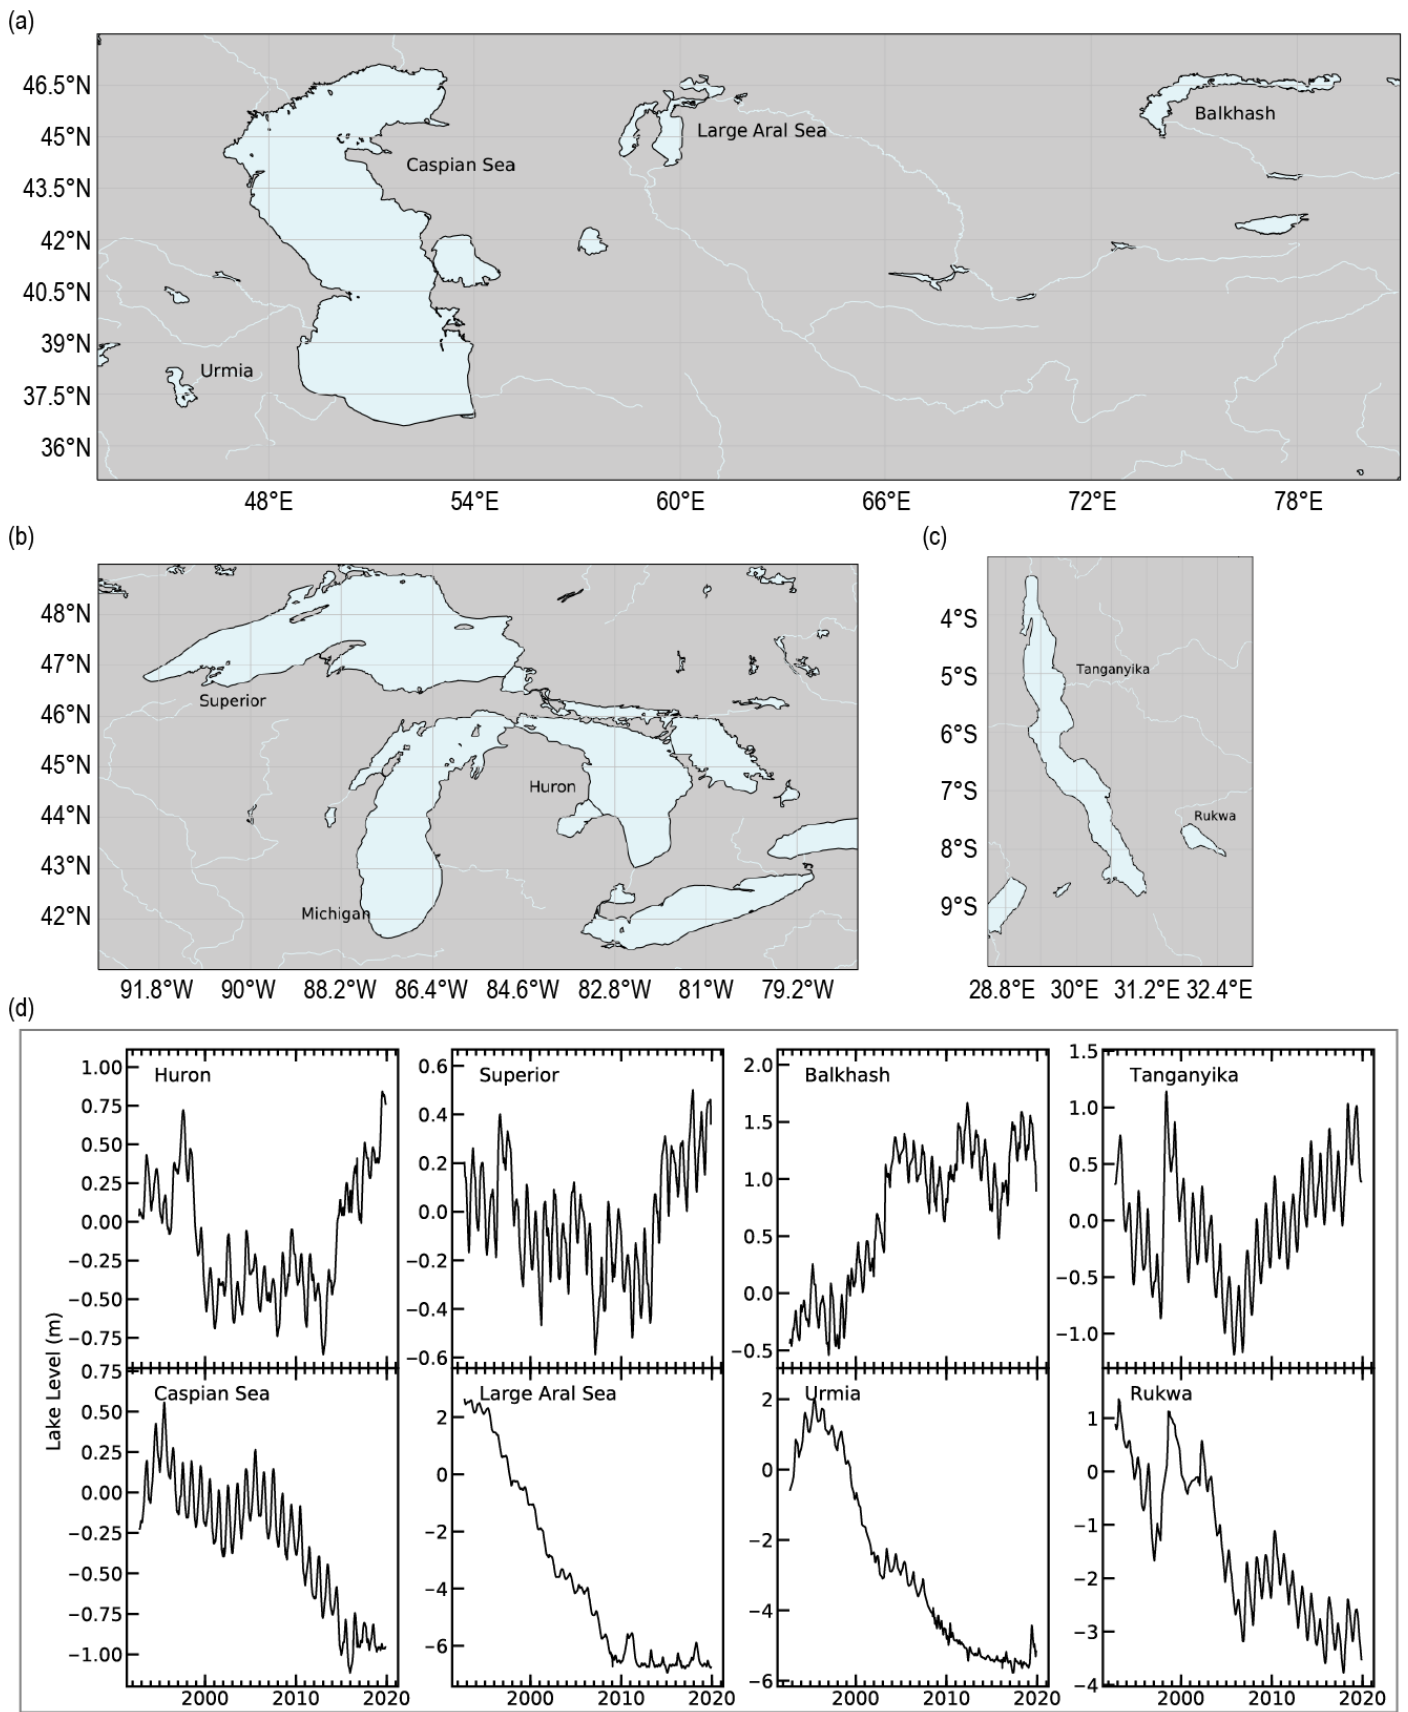 (a)
46.5°N
45°N
43.5°N
42°N
40.5°N
39°N
37.5°N
36°N
Caspian Sea
Large Aral Sea
Balkhash
Urmia
48°E 54°E 60°E 66°E 72°E 78°E
(b)
48°N
47°N
46°N
45°N
44°N
43°N
42°N
Superior
Huron
Michigan
91.8°W 90°W 88.2°W 86.4°W 84.6°W 82.8°W 81°W 79.2°W
(c)
4°S
5°S
6°S
7°S
8°S
9°S
Tanganyika
Rukwa
28.8°E 30°E 31.2°E 32.4°E
(d)
Lake Level (m)
Huron
1.00
0.75
0.50
0.25
0.00
−0.25
−0.50
−0.75
Superior
0.6
0.4
0.2
0.0
−0.2
−0.4
−0.6
Balkhash
2.0
1.5
1.0
0.5
0.0
−0.5
Tanganyika
1.5
1.0
0.5
0.0
−0.5
−1.0
Caspian Sea
0.75
0.50
0.25
0.00
−0.25
−0.50
−0.75
−1.00
2000 2010 2020
Large Aral Sea
2
0
−2
−4
−6
2000 2010 2020
Urmia
2
0
−2
−4
−6
2000 2010 2020
Rukwa
1
0
−1
−2
−3
−4
2000 2010 2020